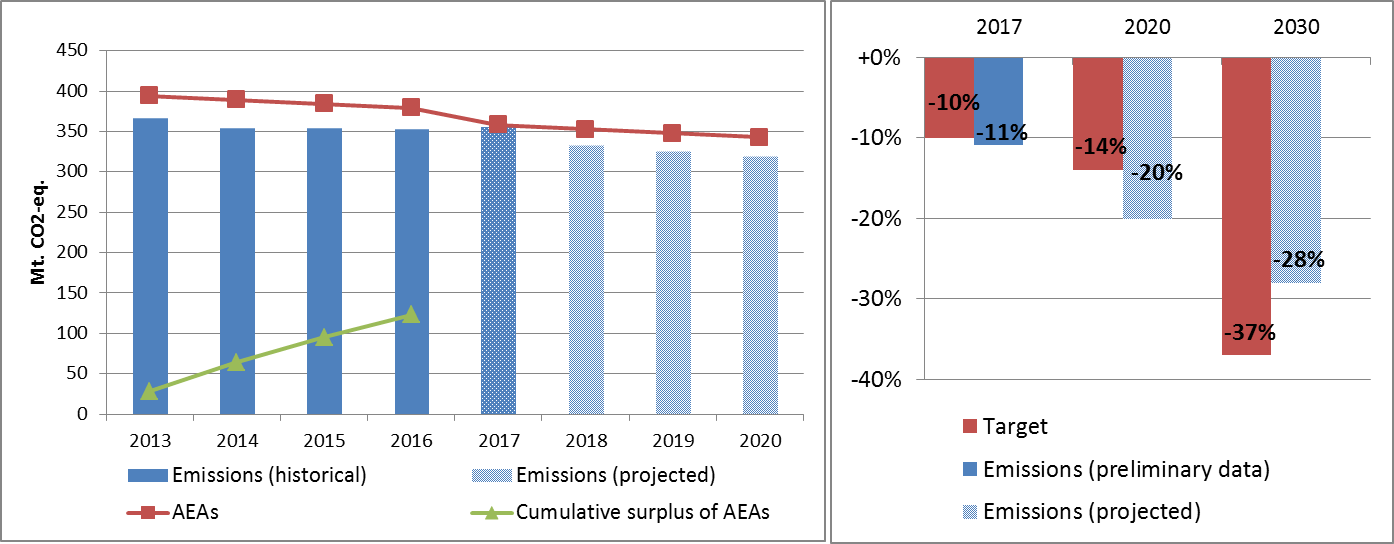 Mt. CO2-eq.
450
400
350
300
250
200
150
100
50
0
2013 2014 2015 2016 2017 2018 2019 2020
Emissions (historical) Emissions (projected)
AEAs Cumulative surplus of AEAs
2017 2020 2030
+0%
-10%
-20%
-30%
-40%
-10%
-11%
-14%
-20%
-28%
-37%
Target
Emissions (preliminary data)
Emissions (projected)